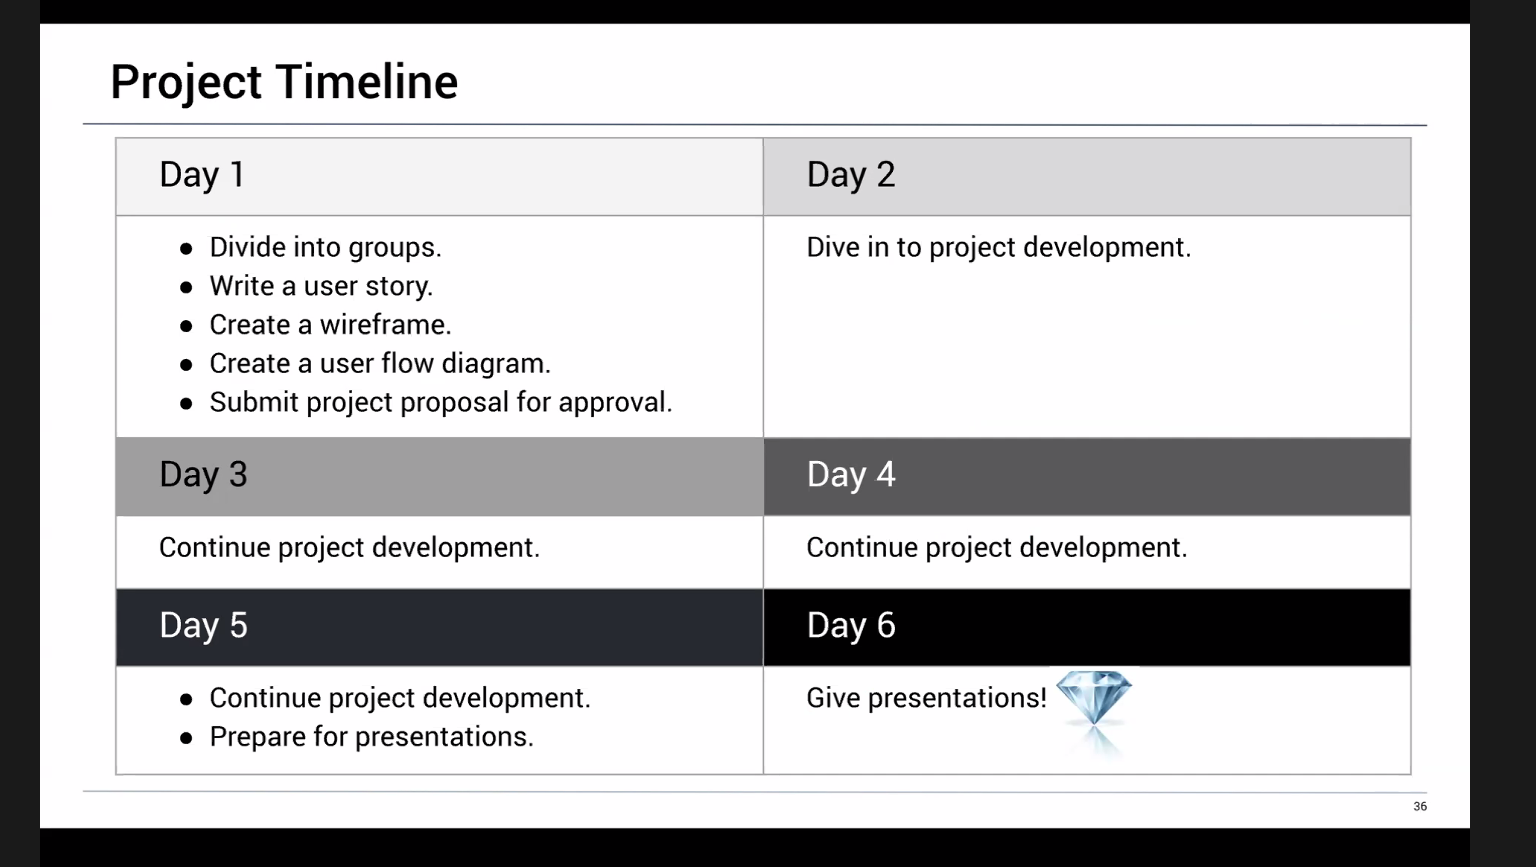 Project Timeline
Day 1
Day 2
● Divide into groups.
● Write a user story.
● Create a wireframe.
● Create a user flow diagram.
● Submit project proposal for approval.
Dive in to project development.
Day 3
Day 4
Continue project development.
Continue project development.
Day 5
Day 6
● Continue project development.
● Prepare for presentations.
Give presentations!
36